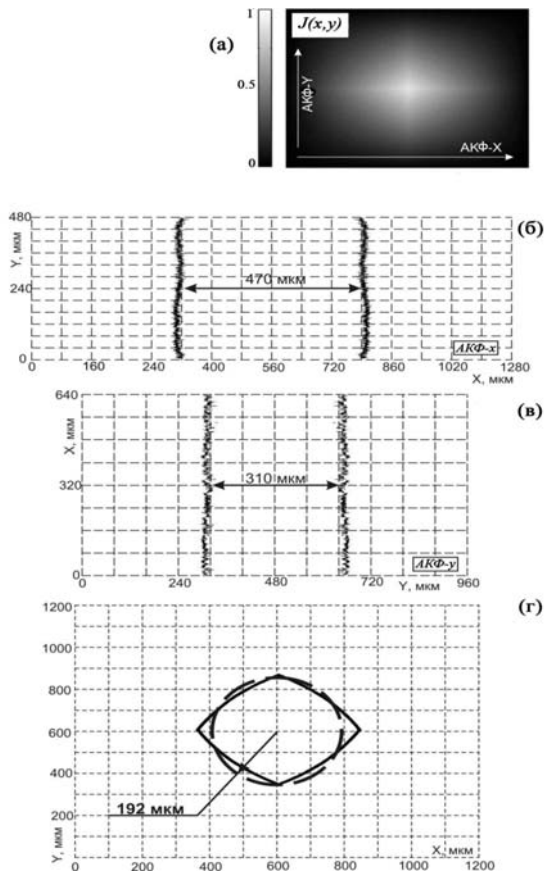 (а)
1
0.5
0
J(x,y)
АКФ-Y
АКФ-X
(б)
Y, мкм
480
240
0
470 мкм
АКФ-x
0 160 240 400 560 720 860 1020 1280
X, мкм
(в)
X, мкм
640
320
0
310 мкм
АКФ-y
0 240 480 720 960
Y, мкм
(г)
1200
1000
800
600
400
200
192 мкм
Y, мкм
X, мкм
0 200 400 600 800 1000 1200